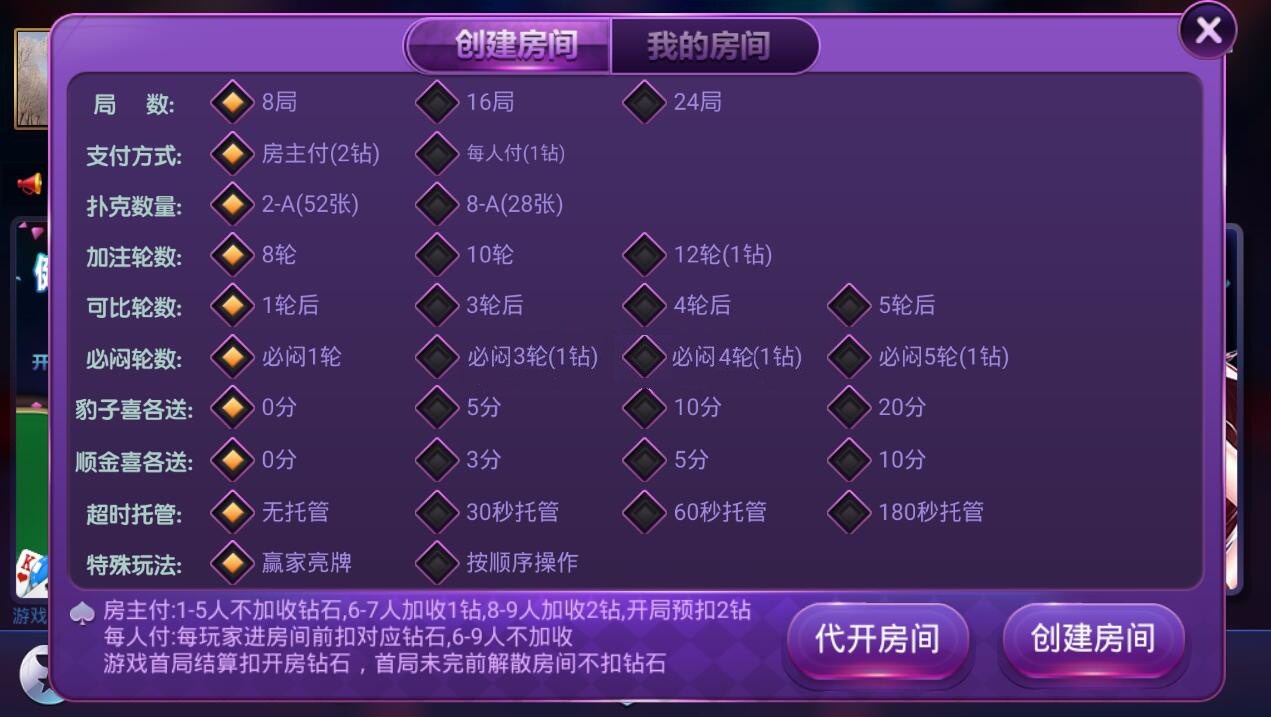 创建房间 我的房间
局 数: 8局 16局 24局
支付方式: 房主付(2钻) 每人付(1钻)
扑克数量: 2-A(52张) 8-A(28张)
加注轮数: 8轮 10轮 12轮(1钻)
可比轮数: 1轮后 3轮后 4轮后 5轮后
必闷轮数: 必闷1轮 必闷3轮(1钻) 必闷4轮(1钻) 必闷5轮(1钻)
豹子喜各送: 0分 5分 10分 20分
顺金喜各送: 0分 3分 5分 10分
超时托管: 无托管 30秒托管 60秒托管 180秒托管
特殊玩法: 赢家亮牌 按顺序操作
房主付:1-5人不加收钻石,6-7人加收1钻,8-9人加收2钻,开局预扣2钻
每人付:每玩家进房间前扣对应钻石,6-9人不加收
游戏首局结算扣开房钻石，首局未完前解散房间不扣钻石
代开房间 创建房间
开
游戏
K